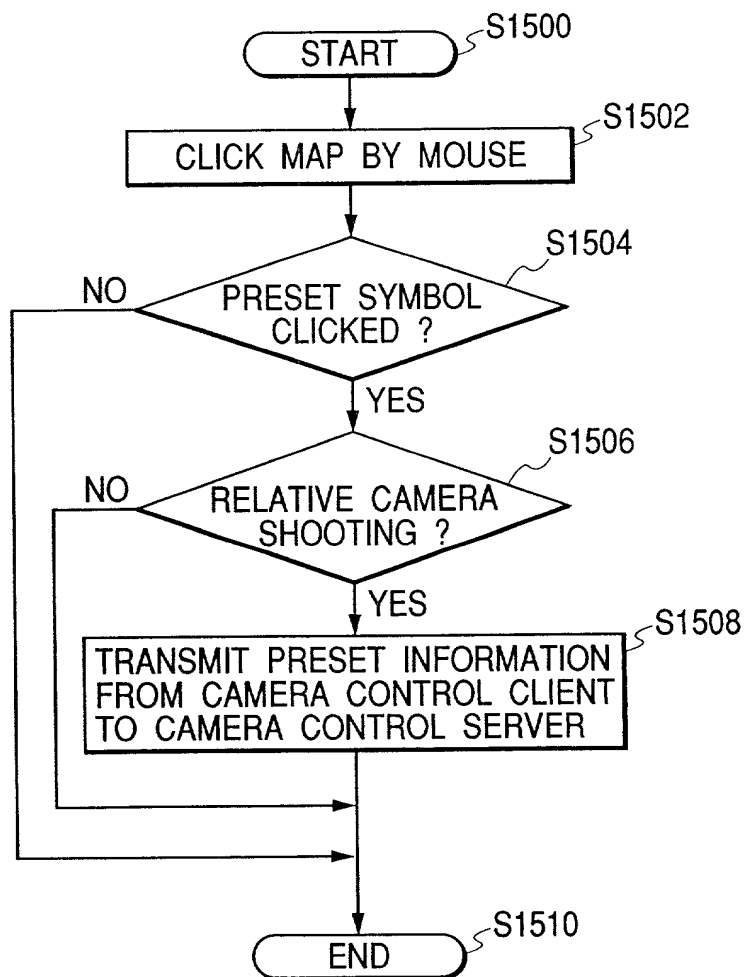 START
S1500
CLICK MAP BY MOUSE
S1502
PRESET SYMBOL
CLICKED ?
S1504
NO
YES
RELATIVE CAMERA
SHOOTING ?
S1506
NO
YES
TRANSMIT PRESET INFORMATION
FROM CAMERA CONTROL CLIENT
TO CAMERA CONTROL SERVER
S1508
END
S1510